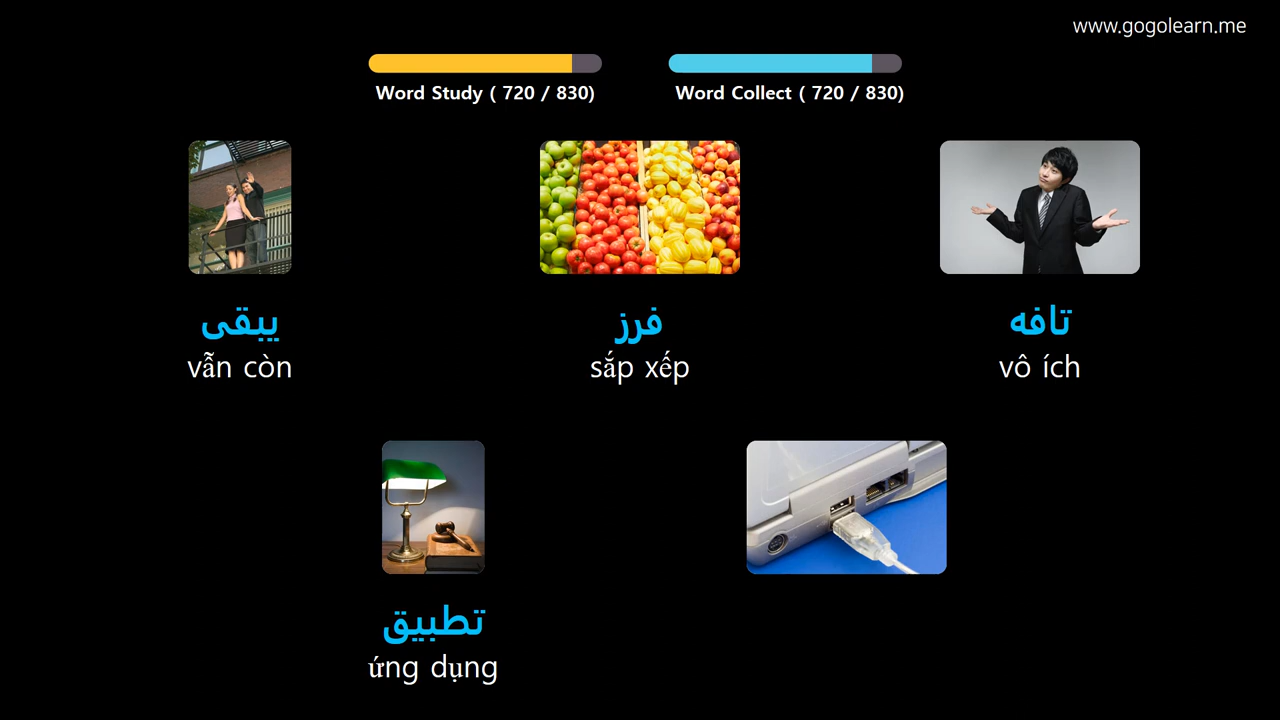 www.gogolearn.me
Word Study ( 720 / 830)
Word Collect ( 720 / 830)
يبقى
vẫn còn
فرز
sắp xếp
تافه
vô ích
تطبيق
ứng dụng